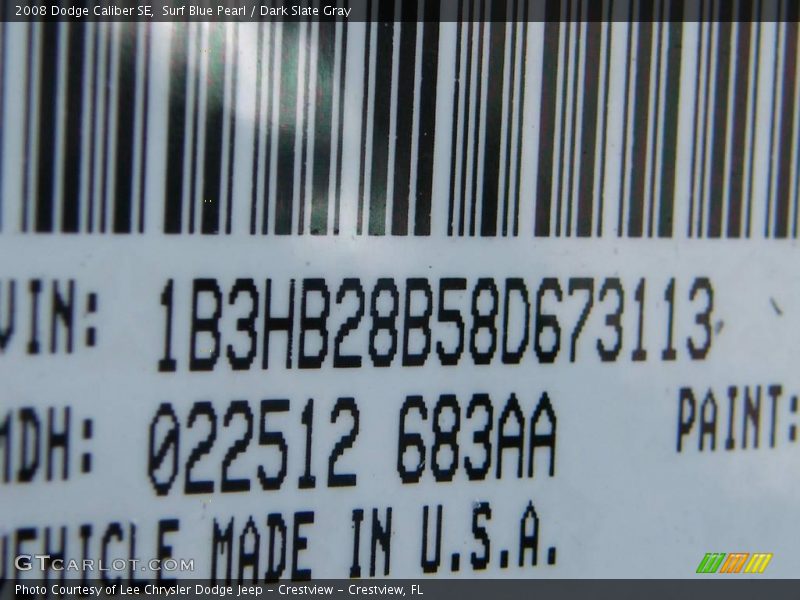 2008 Dodge Caliber SE, Surf Blue Pearl / Dark Slate Gray
VIN: 1B3HB28B58D673113
MDH: 022512 683AA PAINT:
VEHICLE MADE IN U.S.A.
GTCarlot.com
Photo Courtesy of Lee Chrysler Dodge Jeep - Crestview - Crestview, FL